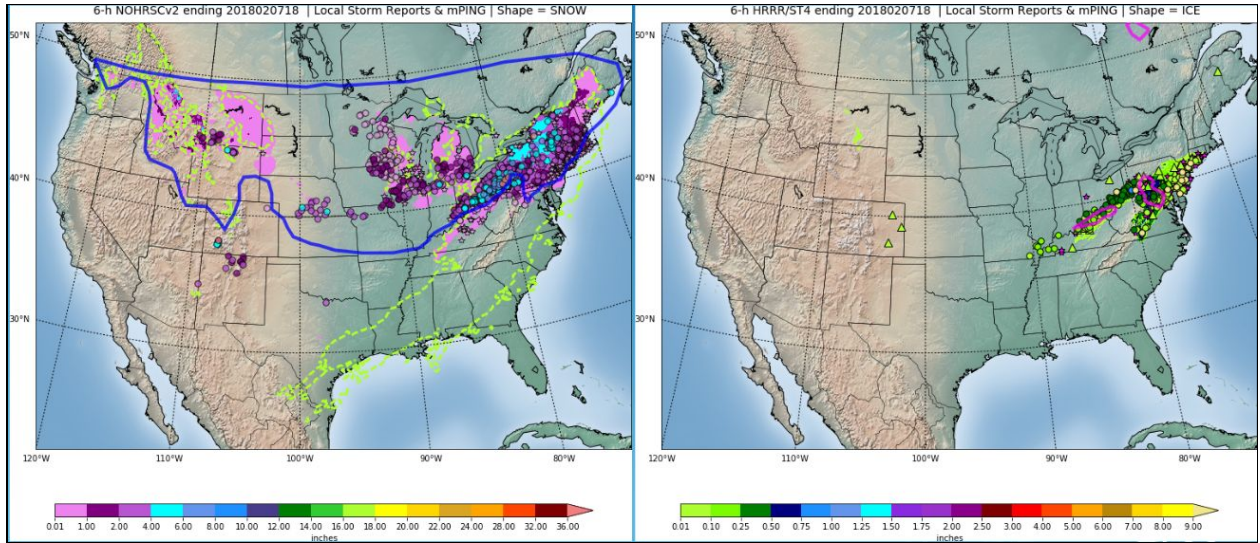 6-h NOHRSCv2 ending 2018020718 | Local Storm Reports & mPING | Shape = SNOW
50°N
40°N
30°N
120°W 110°W 100°W 90°W 80°W
0.01 1.00 2.00 4.00 6.00 8.00 10.00 12.00 14.00 16.00 18.00 20.00 22.00 24.00 28.00 32.00 36.00
inches
6-h HRRR/ST4 ending 2018020718 | Local Storm Reports & mPING | Shape = ICE
50°N
40°N
30°N
120°W 110°W 100°W 90°W 80°W
0.01 0.10 0.25 0.50 0.75 1.00 1.25 1.50 1.75 2.00 2.50 3.00 4.00 5.00 6.00 7.00 8.00 9.00
inches